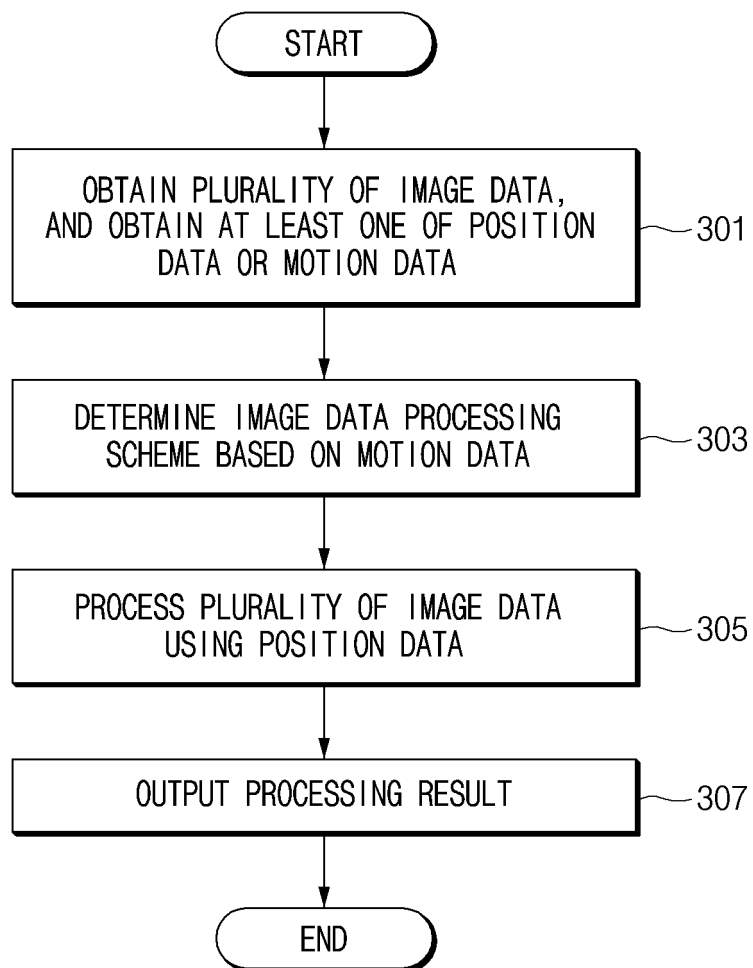 START
OBTAIN PLURALITY OF IMAGE DATA,
AND OBTAIN AT LEAST ONE OF POSITION
DATA OR MOTION DATA
301
DETERMINE IMAGE DATA PROCESSING
SCHEME BASED ON MOTION DATA
303
PROCESS PLURALITY OF IMAGE DATA
USING POSITION DATA
305
OUTPUT PROCESSING RESULT
307
END